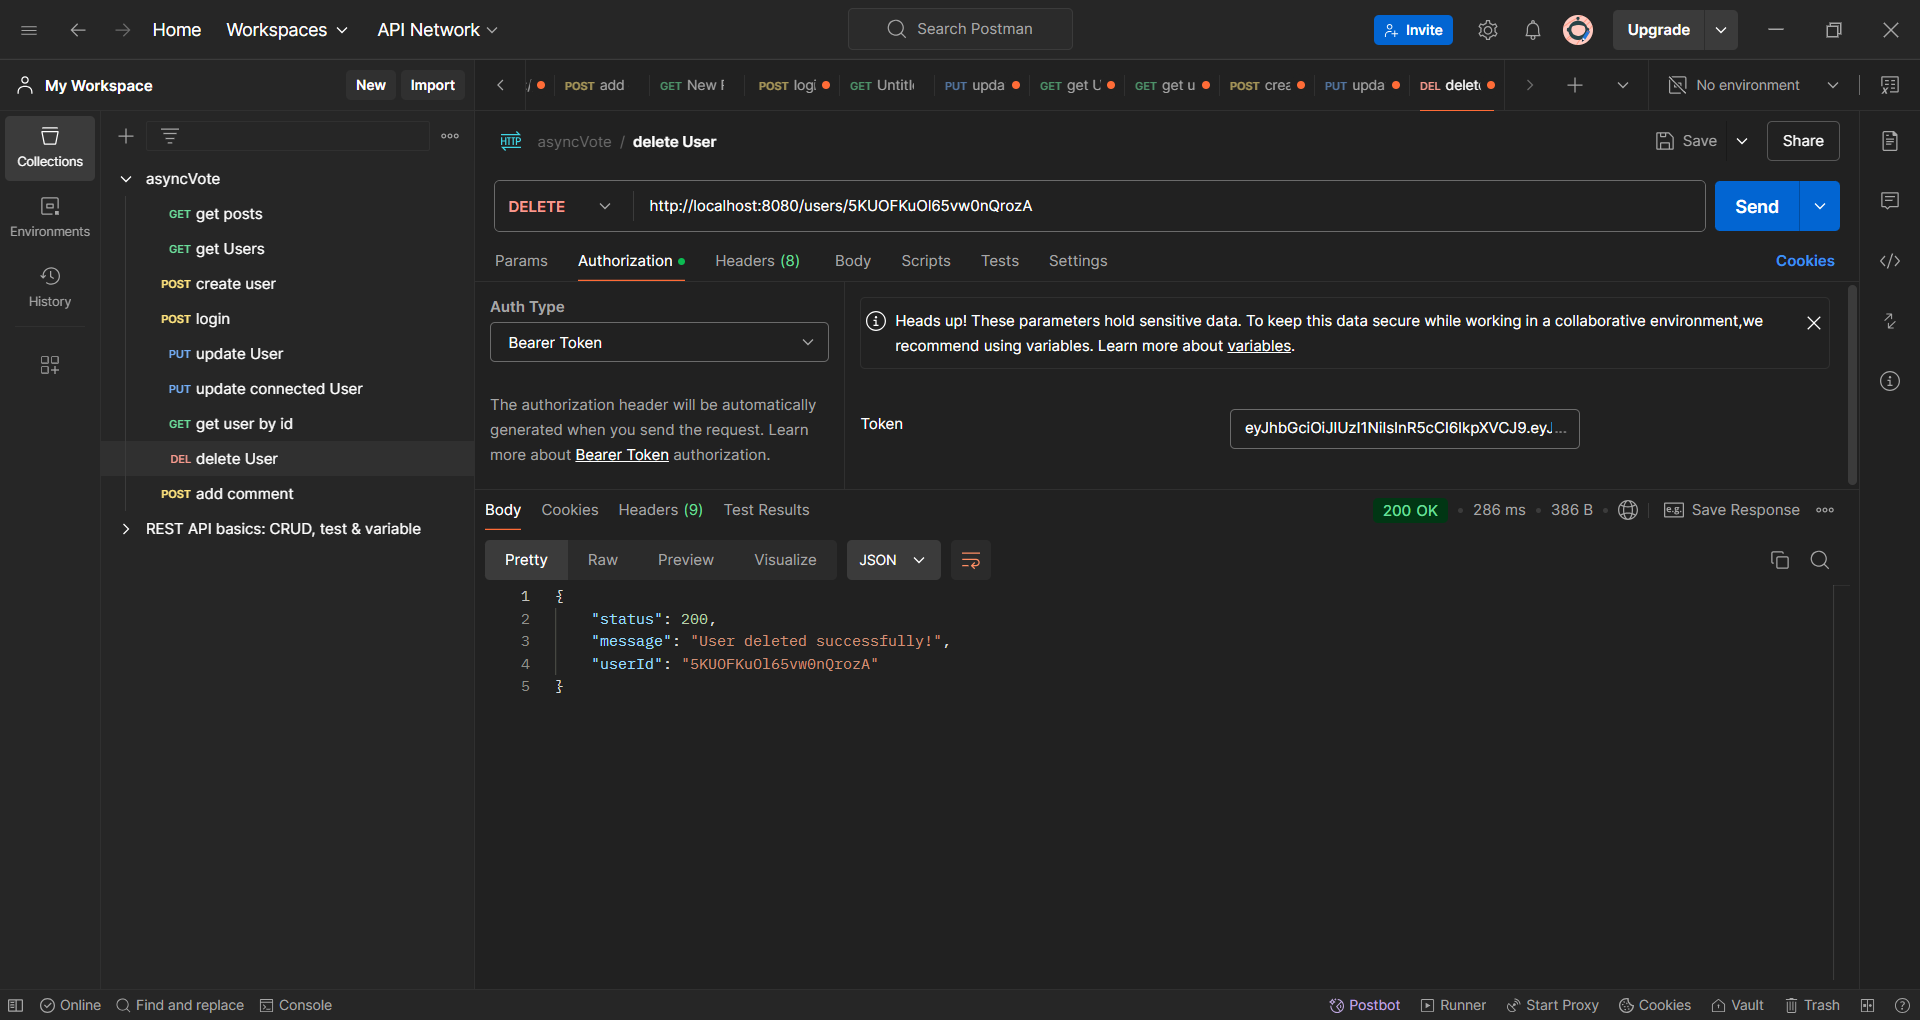 Home
Workspaces
API Network
Search Postman
Invite
Upgrade
My Workspace
New
Import
POST add
GET New
POST logi
GET Untitl
PUT upda
GET get U
GET get u
POST crea
PUT upda
DEL delet
No environment
Collections
Environments
History
asyncVote
GET get posts
GET get Users
POST create user
POST login
PUT update User
PUT update connected User
GET get user by id
DEL delete User
POST add comment
REST API basics: CRUD, test & variable
HTTP
asyncVote / delete User
Save
Share
DELETE
http://localhost:8080/users/5KUOFKuOl65vw0nQrozA
Send
Params
Authorization
Headers (8)
Body
Scripts
Tests
Settings
Cookies
Auth Type
Bearer Token
The authorization header will be automatically
generated when you send the request. Learn
more about Bearer Token authorization.
Heads up! These parameters hold sensitive data. To keep this data secure while working in a collaborative environment,we
recommend using variables. Learn more about variables.
Token
eyJhbGciOiJIUzI1NiIsInR5cCI6IkpXVCJ9.eyJ...
Body
Cookies
Headers (9)
Test Results
200 OK
286 ms
386 B
e.g.
Save Response
Pretty
Raw
Preview
Visualize
JSON
1 {
2 "status": 200,
3 "message": "User deleted successfully!",
4 "userId": "5KUOFKuOl65vw0nQrozA"
5 }
Online
Find and replace
Console
Postbot
Runner
Start Proxy
Cookies
Vault
Trash